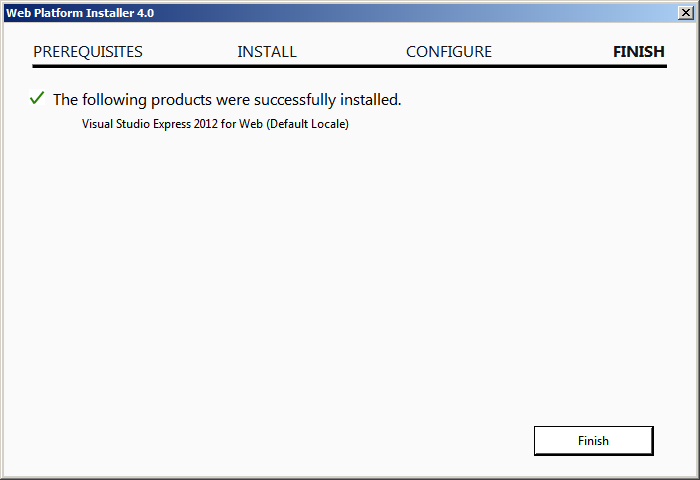 Web Platform Installer 4.0
PREREQUISITES INSTALL CONFIGURE FINISH
The following products were successfully installed.
Visual Studio Express 2012 for Web (Default Locale)
Finish